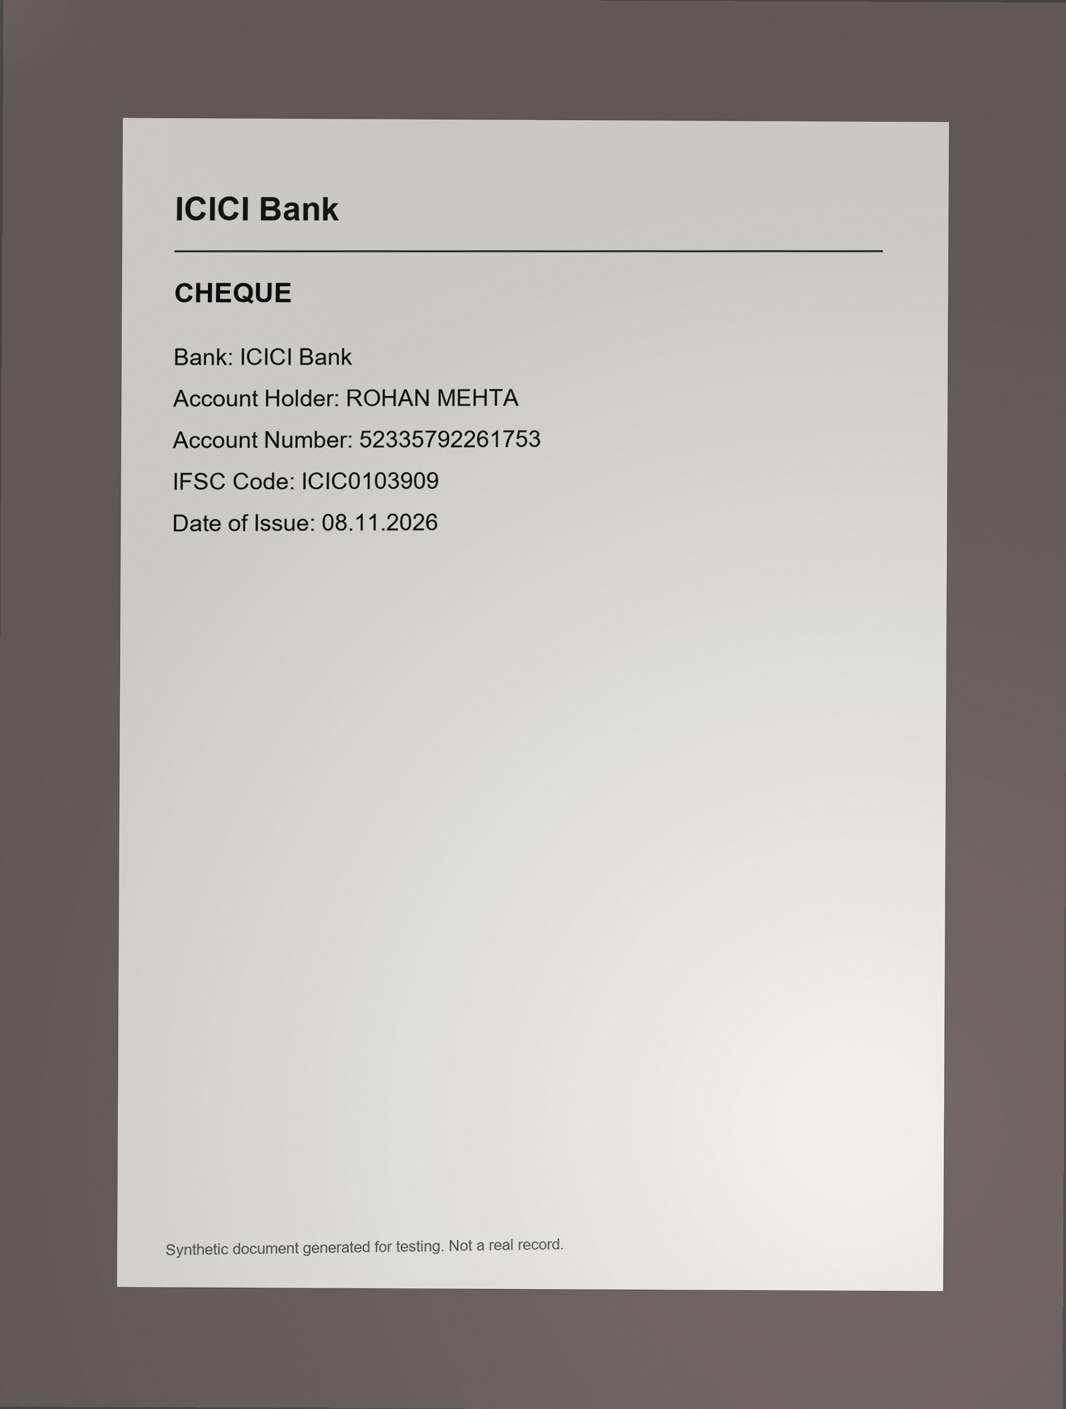 ICICI Bank
CHEQUE
Bank: ICICI Bank
Account Holder: ROHAN MEHTA
Account Number: 52335792261753
IFSC Code: ICIC0103909
Date of Issue: 08.11.2026
Synthetic document generated for testing. Not a real record.